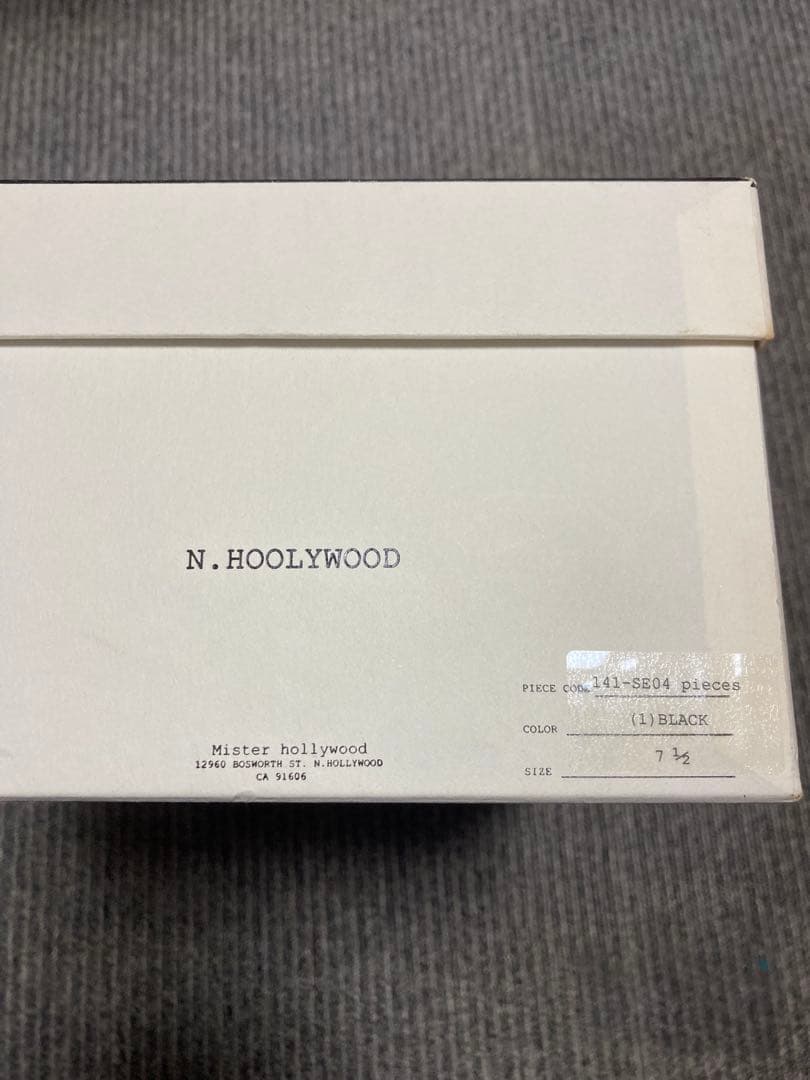 N.HOOLYWOOD
Mister hollywood
12960 BOSWORTH ST. N.HOLLYWOOD
CA 91606
PIECE CODE 141-SE04 pieces
COLOR (1)BLACK
SIZE 7 ½